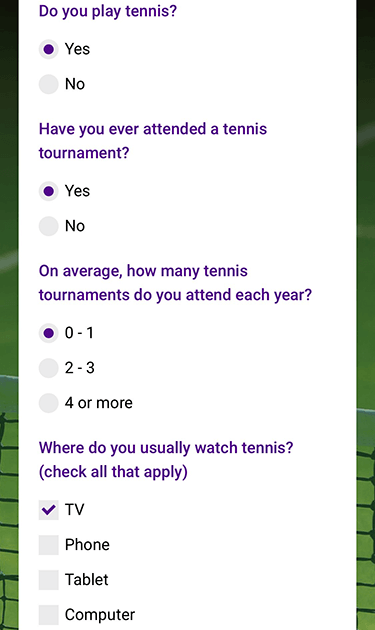 Do you play tennis?
Yes
No
Have you ever attended a tennis
tournament?
Yes
No
On average, how many tennis
tournaments do you attend each year?
0 - 1
2 - 3
4 or more
Where do you usually watch tennis?
(check all that apply)
TV
Phone
Tablet
Computer